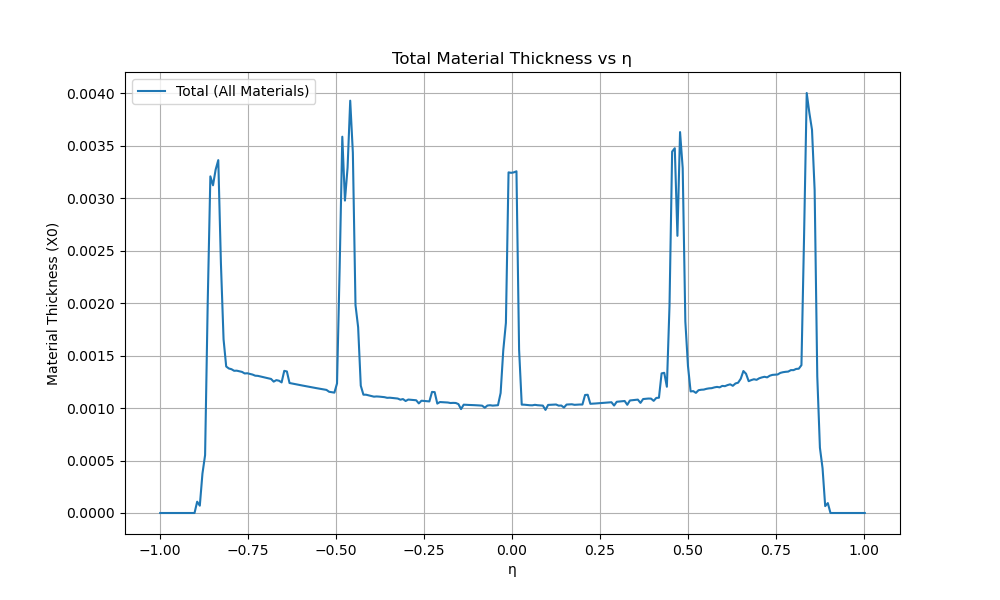 Total Material Thickness vs η
Total (All Materials)
Material Thickness (X0)
0.0040
0.0035
0.0030
0.0025
0.0020
0.0015
0.0010
0.0005
0.0000
−1.00 −0.75 −0.50 −0.25 0.00 0.25 0.50 0.75 1.00
η